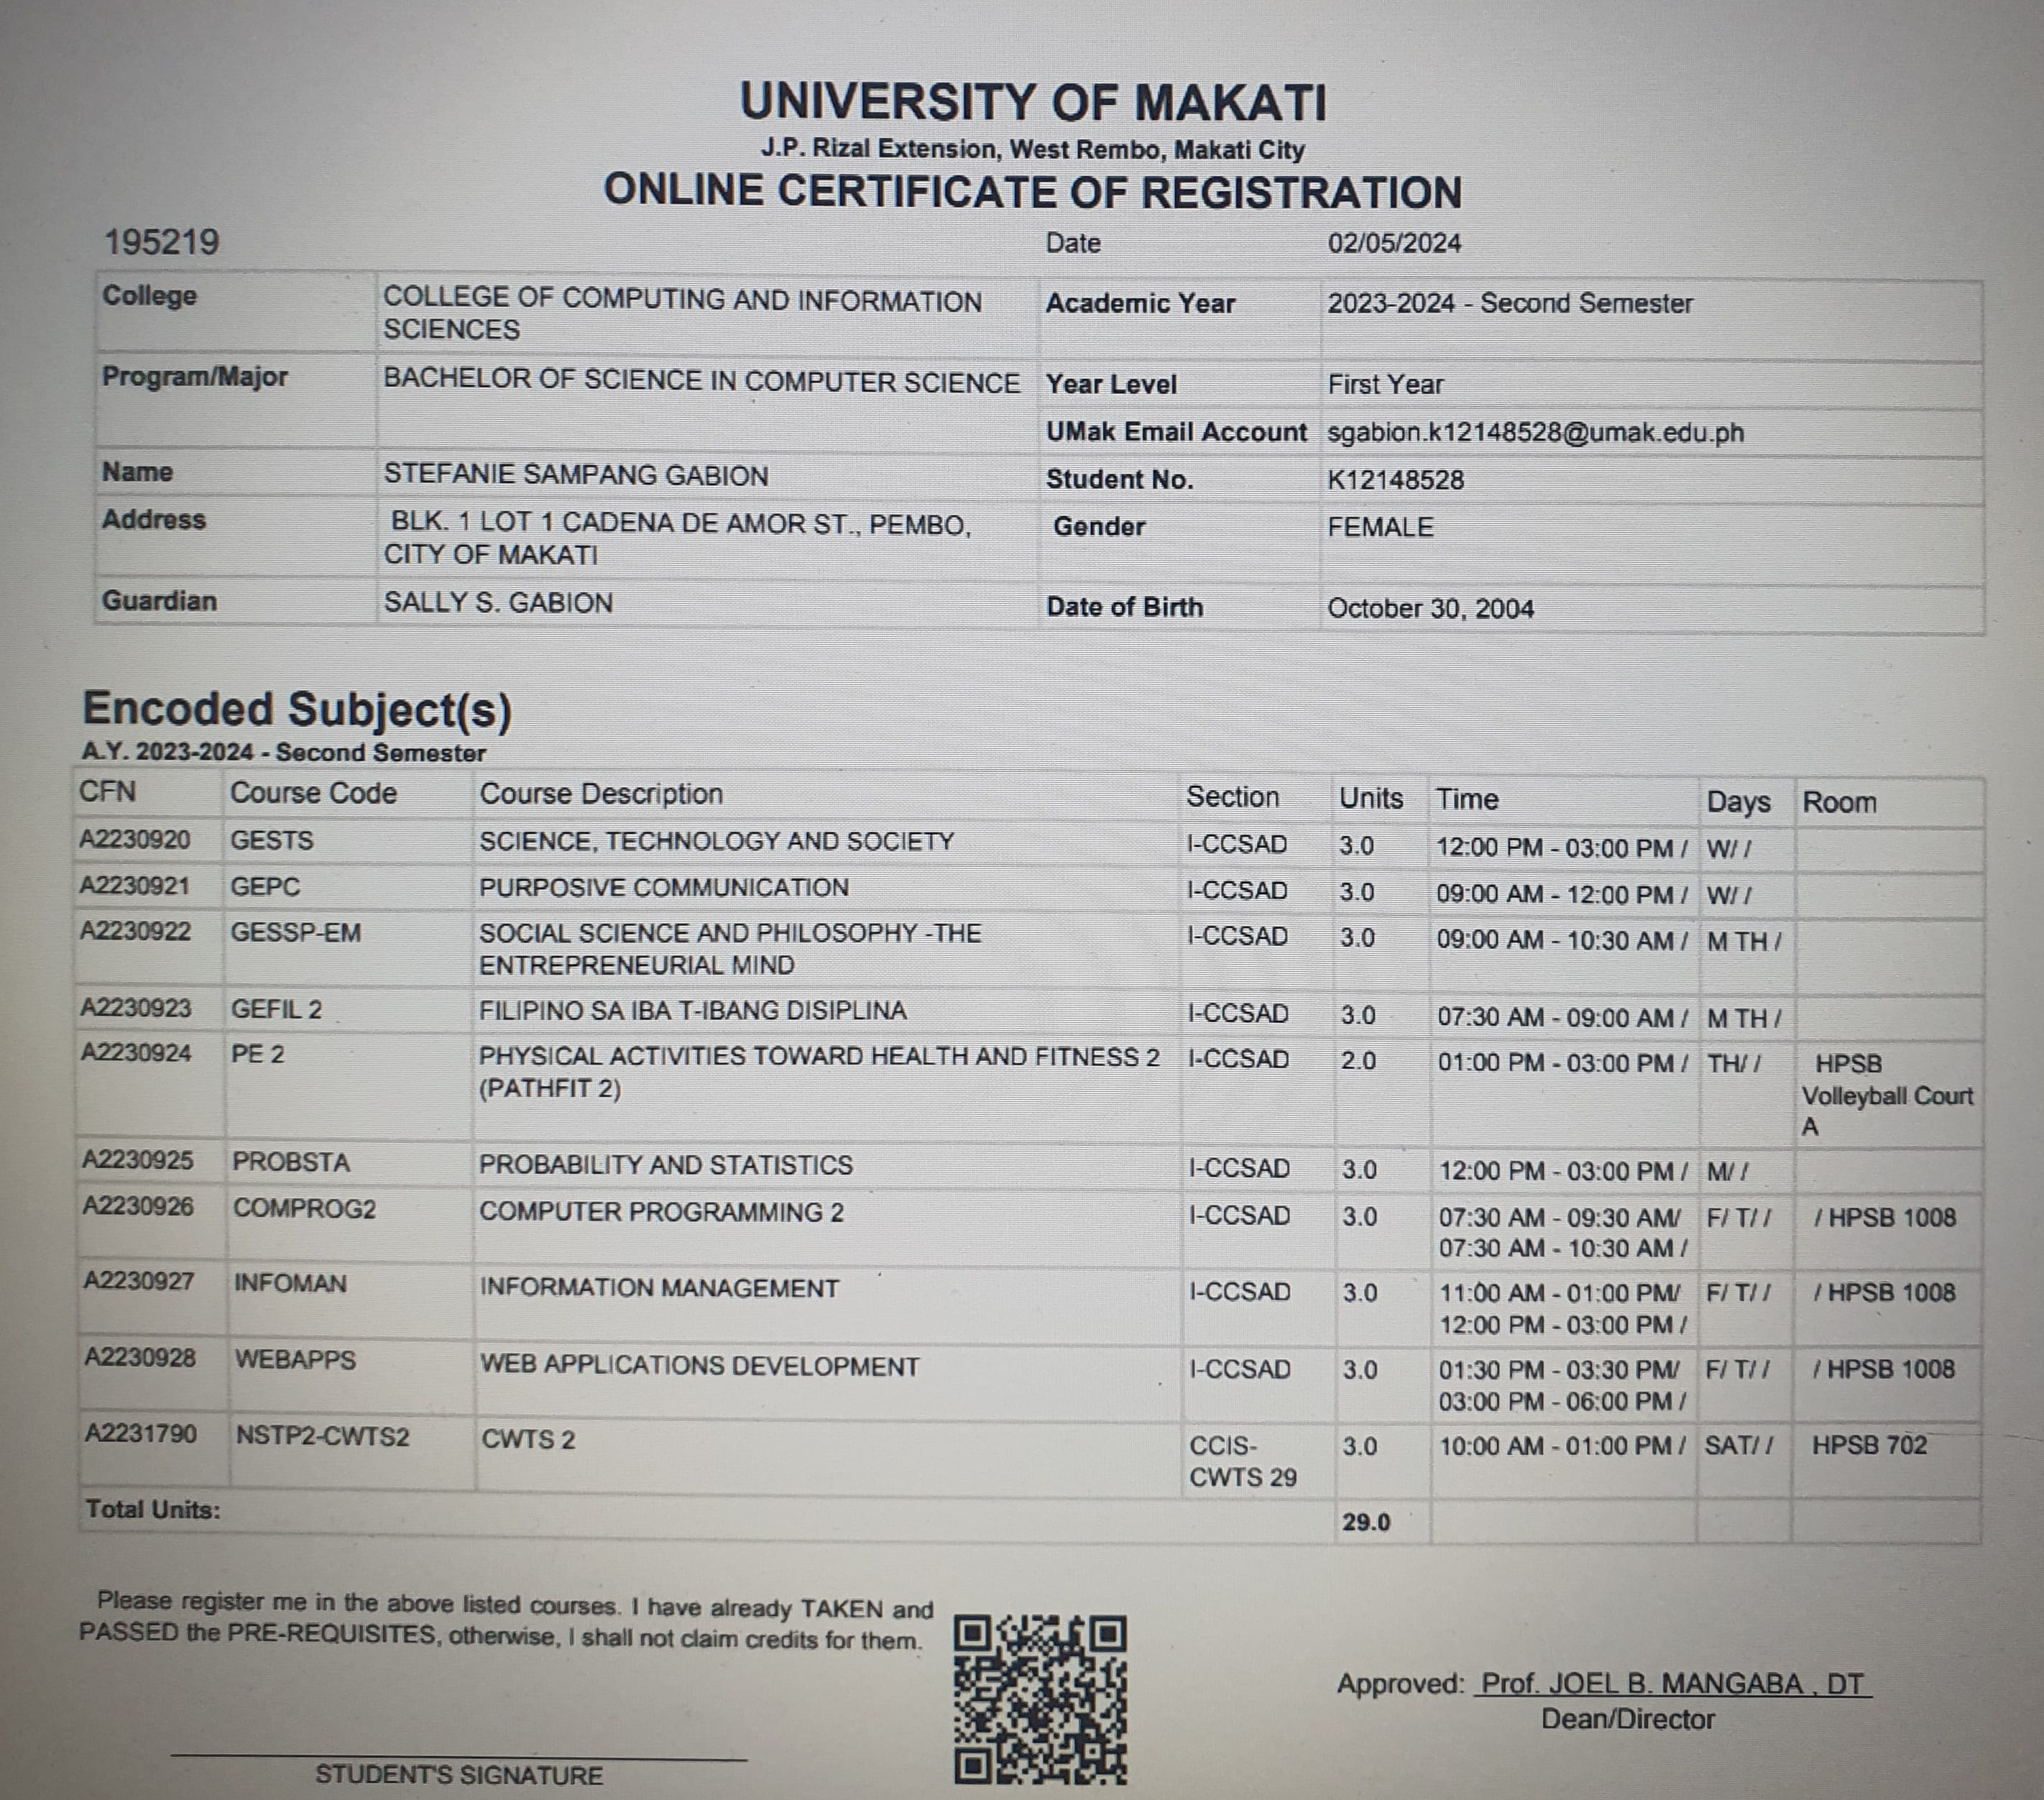 UNIVERSITY OF MAKATI
J.P. Rizal Extension, West Rembo, Makati City
ONLINE CERTIFICATE OF REGISTRATION
195219 Date 02/05/2024
College COLLEGE OF COMPUTING AND INFORMATION SCIENCES Academic Year 2023-2024 - Second Semester
Program/Major BACHELOR OF SCIENCE IN COMPUTER SCIENCE Year Level First Year
UMak Email Account sgabion.k12148528@umak.edu.ph
Name STEFANIE SAMPANG GABION Student No. K12148528
Address BLK. 1 LOT 1 CADENA DE AMOR ST., PEMBO, CITY OF MAKATI Gender FEMALE
Guardian SALLY S. GABION Date of Birth October 30, 2004
Encoded Subject(s)
A.Y. 2023-2024 - Second Semester
CFN Course Code Course Description Section Units Time Days Room
A2230920 GESTS SCIENCE, TECHNOLOGY AND SOCIETY I-CCSAD 3.0 12:00 PM - 03:00 PM / W/ /
A2230921 GEPC PURPOSIVE COMMUNICATION I-CCSAD 3.0 09:00 AM - 12:00 PM / W/ /
A2230922 GESSP-EM SOCIAL SCIENCE AND PHILOSOPHY -THE ENTREPRENEURIAL MIND I-CCSAD 3.0 09:00 AM - 10:30 AM / M TH /
A2230923 GEFIL 2 FILIPINO SA IBA T-IBANG DISIPLINA I-CCSAD 3.0 07:30 AM - 09:00 AM / M TH /
A2230924 PE 2 PHYSICAL ACTIVITIES TOWARD HEALTH AND FITNESS 2 (PATHFIT 2) I-CCSAD 2.0 01:00 PM - 03:00 PM / TH/ / HPSB Volleyball Court A
A2230925 PROBSTA PROBABILITY AND STATISTICS I-CCSAD 3.0 12:00 PM - 03:00 PM / M/ /
A2230926 COMPROG2 COMPUTER PROGRAMMING 2 I-CCSAD 3.0 07:30 AM - 09:30 AM/ 07:30 AM - 10:30 AM / F/ T/ / / HPSB 1008
A2230927 INFOMAN INFORMATION MANAGEMENT I-CCSAD 3.0 11:00 AM - 01:00 PM/ 12:00 PM - 03:00 PM / F/ T/ / / HPSB 1008
A2230928 WEBAPPS WEB APPLICATIONS DEVELOPMENT I-CCSAD 3.0 01:30 PM - 03:30 PM/ 03:00 PM - 06:00 PM / F/ T/ / / HPSB 1008
A2231790 NSTP2-CWTS2 CWTS 2 CCIS-CWTS 29 3.0 10:00 AM - 01:00 PM / SAT/ / HPSB 702
Total Units: 29.0
Please register me in the above listed courses. I have already TAKEN and
PASSED the PRE-REQUISITES, otherwise, I shall not claim credits for them.
Approved: Prof. JOEL B. MANGABA , DT
Dean/Director
STUDENT'S SIGNATURE